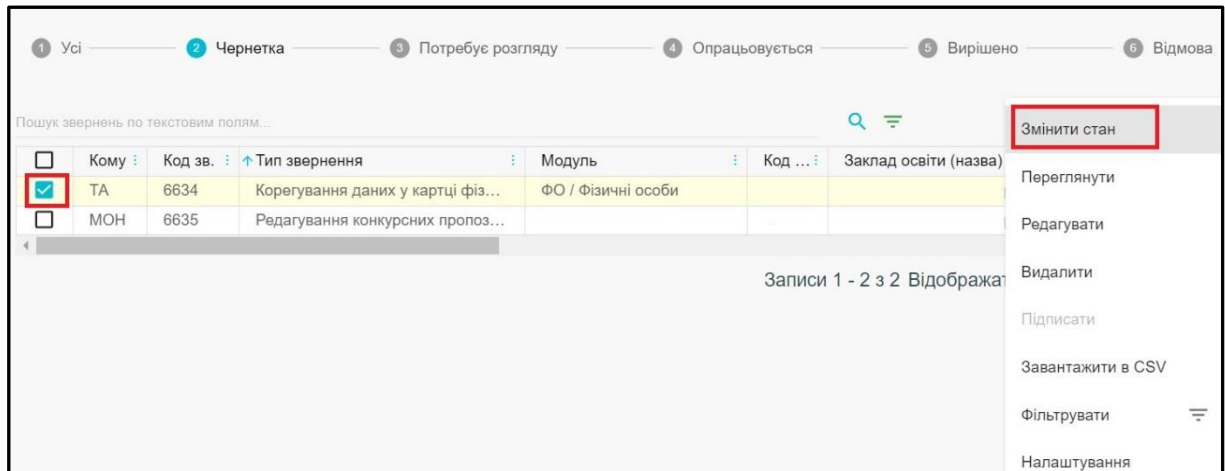 1 Усі 2 Чернетка 3 Потребує розгляду 4 Опрацьовується 5 Вирішено 6 Відмова
Пошук звернень по текстовим полям...
Кому Код зв. Тип звернення Модуль Код ... Заклад освіти (назва)
ТА 6634 Корегування даних у картці фіз... ФО / Фізичні особи
МОН 6635 Редагування конкурсних пропоз...
Записи 1 - 2 з 2 Відображат
Змінити стан
Переглянути
Редагувати
Видалити
Підписати
Завантажити в CSV
Фільтрувати
Налаштування